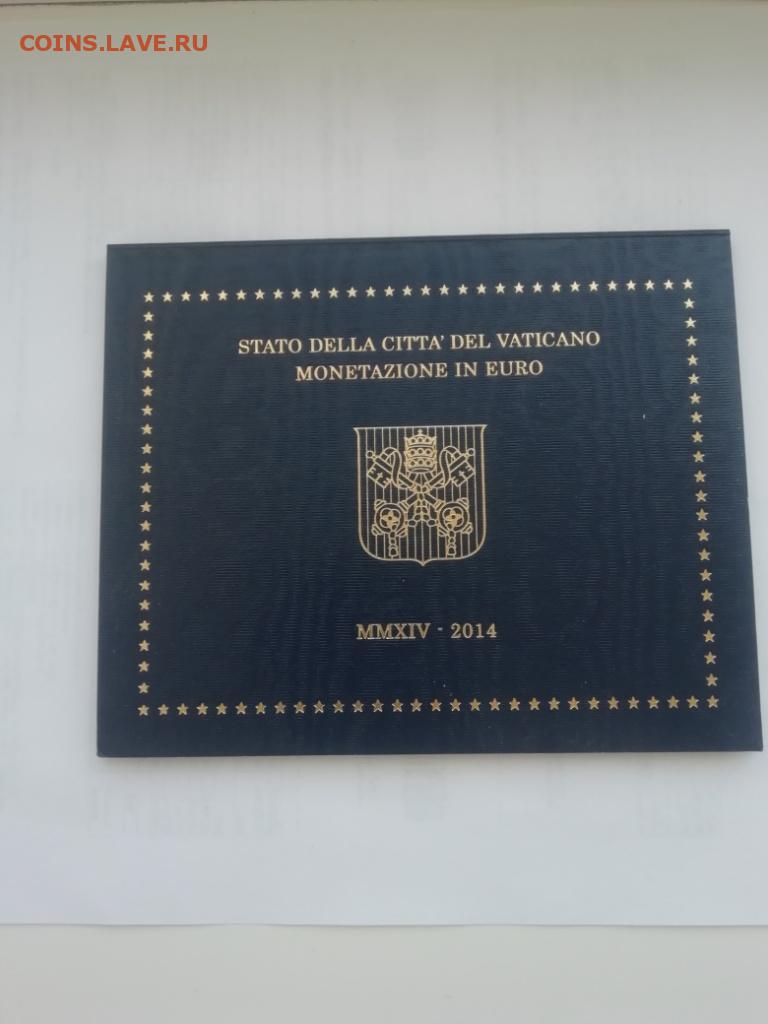 COINS.LAVE.RU
STATO DELLA CITTA' DEL VATICANO
MONETAZIONE IN EURO
MMXIV - 2014